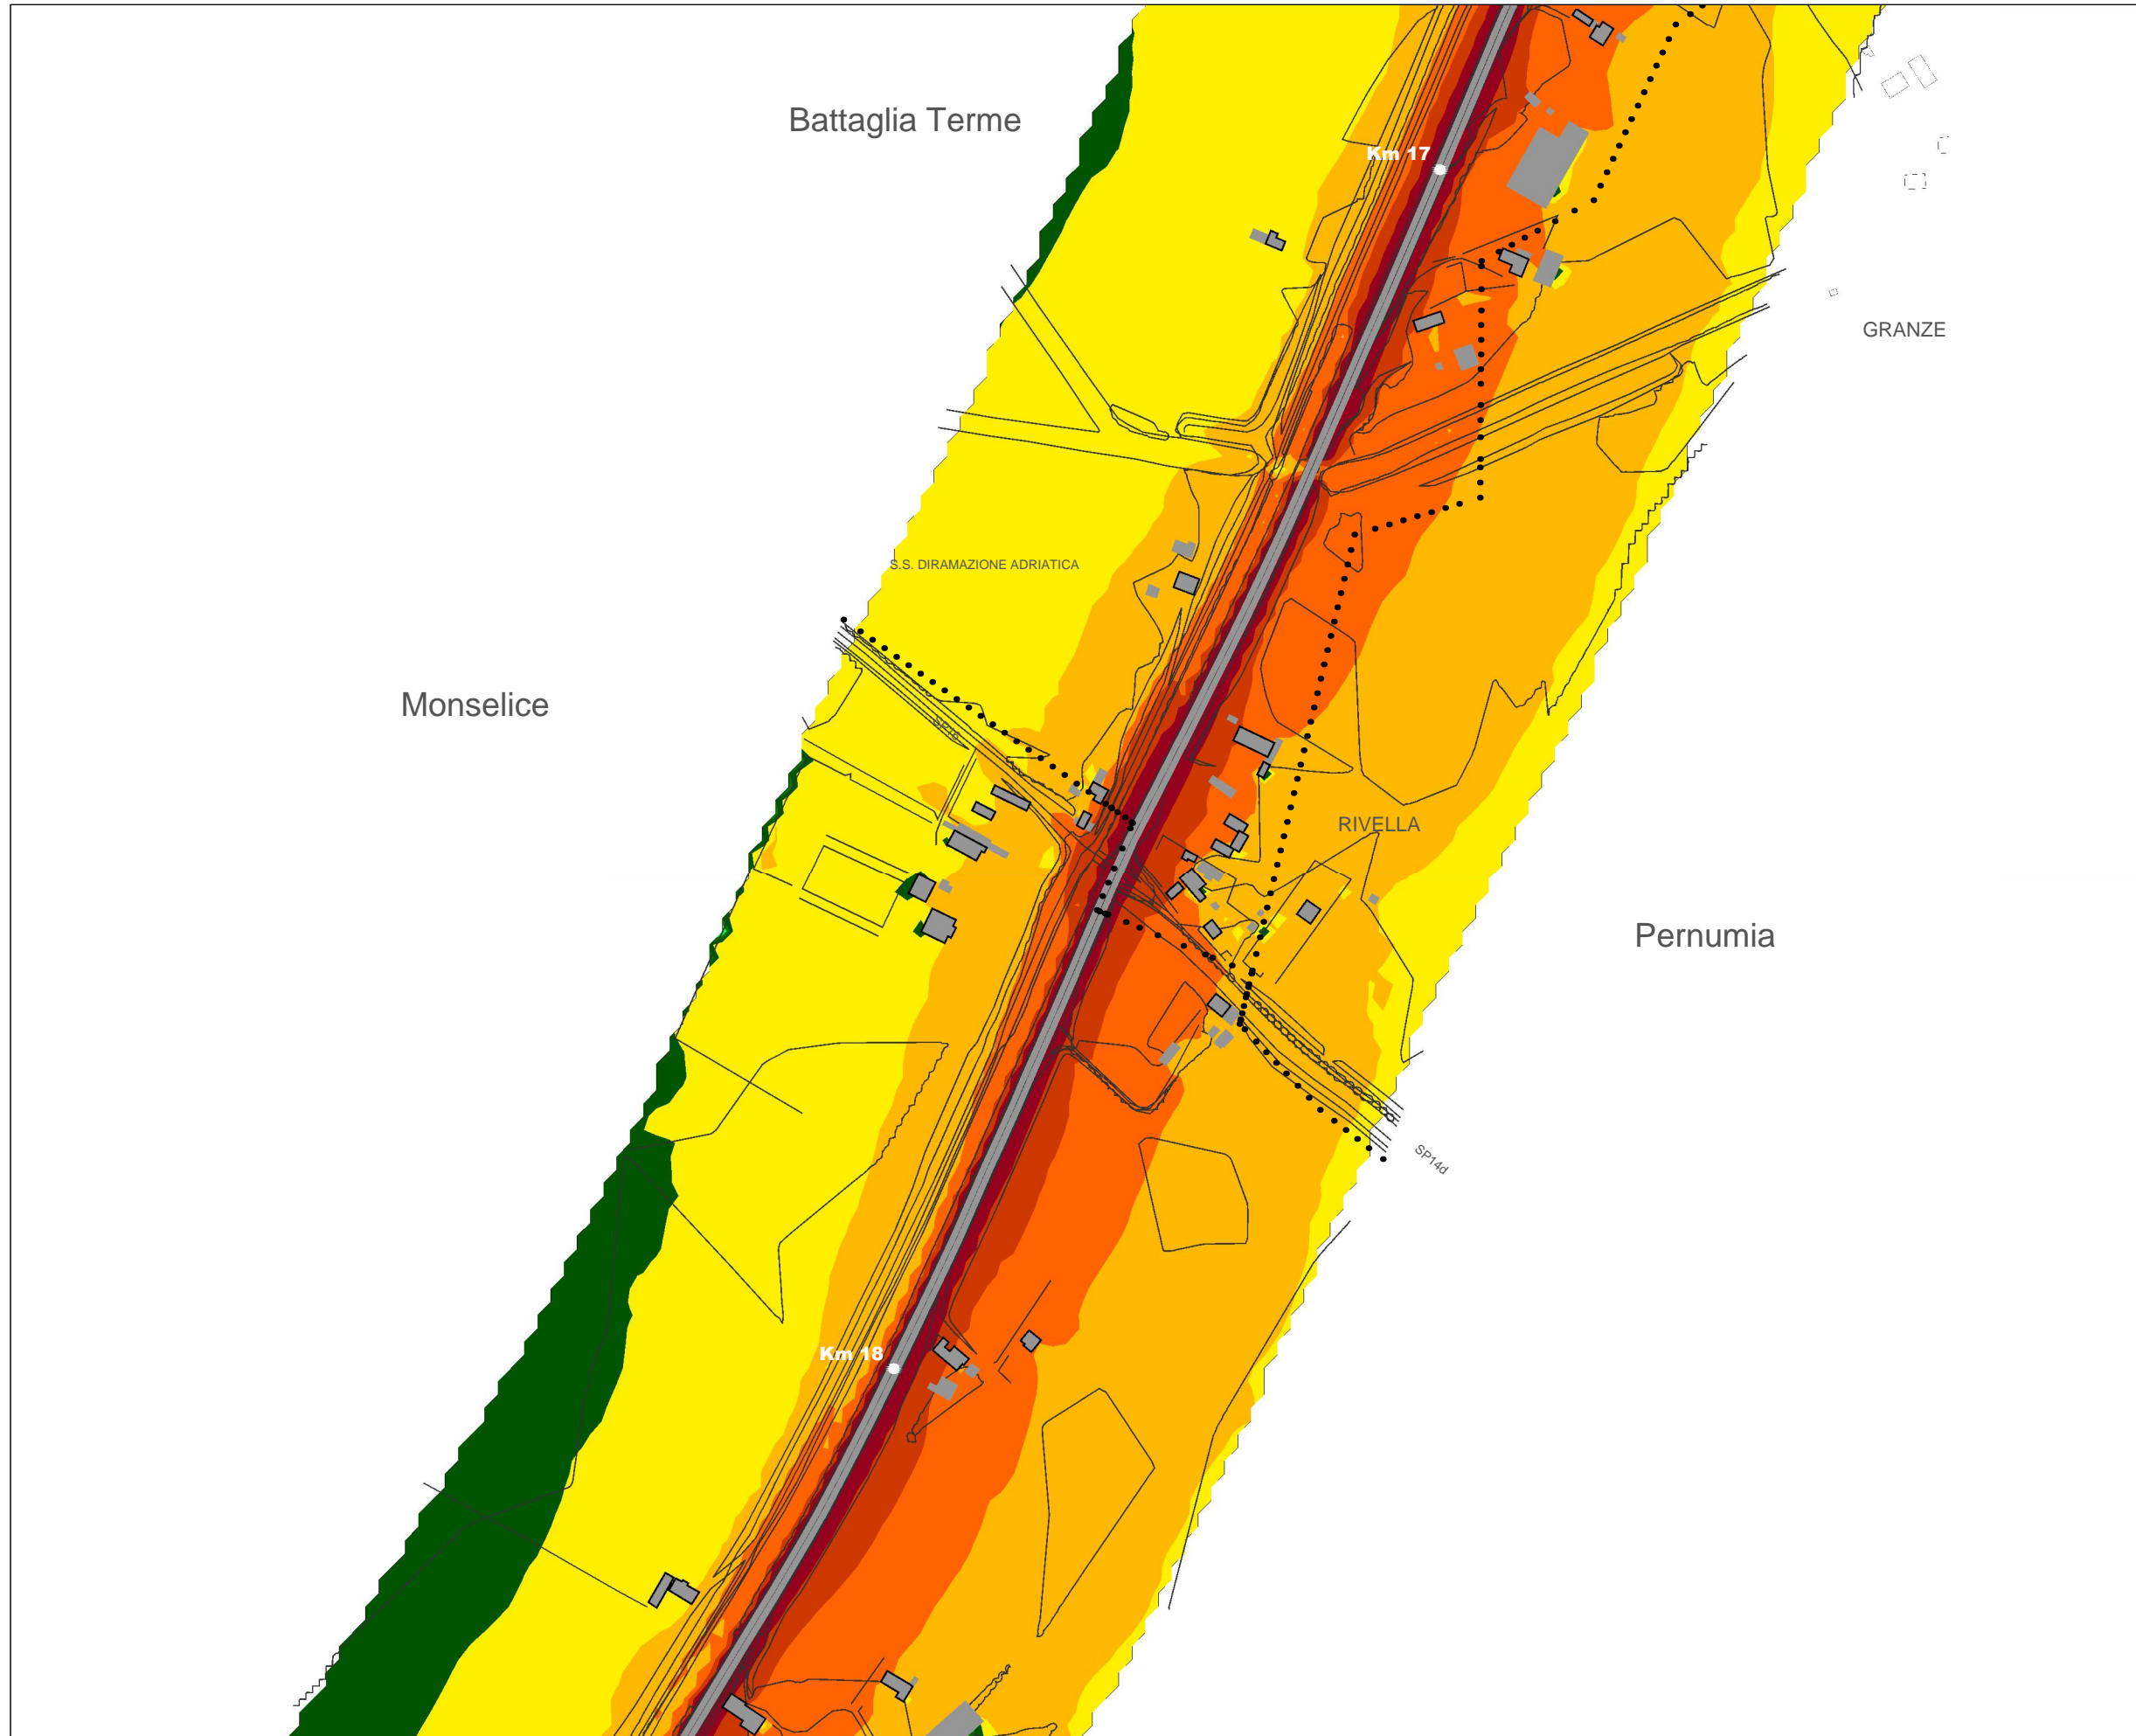 Battaglia Terme
Km 17
GRANZE
S.S. DIRAMAZIONE ADRIATICA
Monselice
RIVELLA
Pernumia
SP14d
Km 18